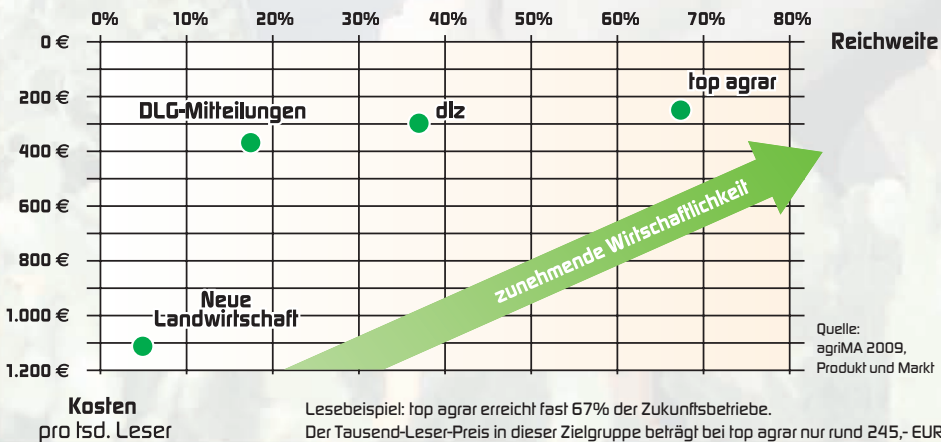 0% 10% 20% 30% 40% 50% 60% 70% 80%
0 €
Reichweite
top agrar
200 €
DLG-Mitteilungen
dlz
400 €
600 €
zunehmende Wirtschaftlichkeit
800 €
Neue
Landwirtschaft
1.000 €
Quelle:
agriMA 2009,
Produkt und Markt
1.200 €
Kosten
pro tsd. Leser
Lesebeispiel: top agrar erreicht fast 67% der Zukunftsbetriebe.
Der Tausend-Leser-Preis in dieser Zielgruppe beträgt bei top agrar nur rund 245,- EUR